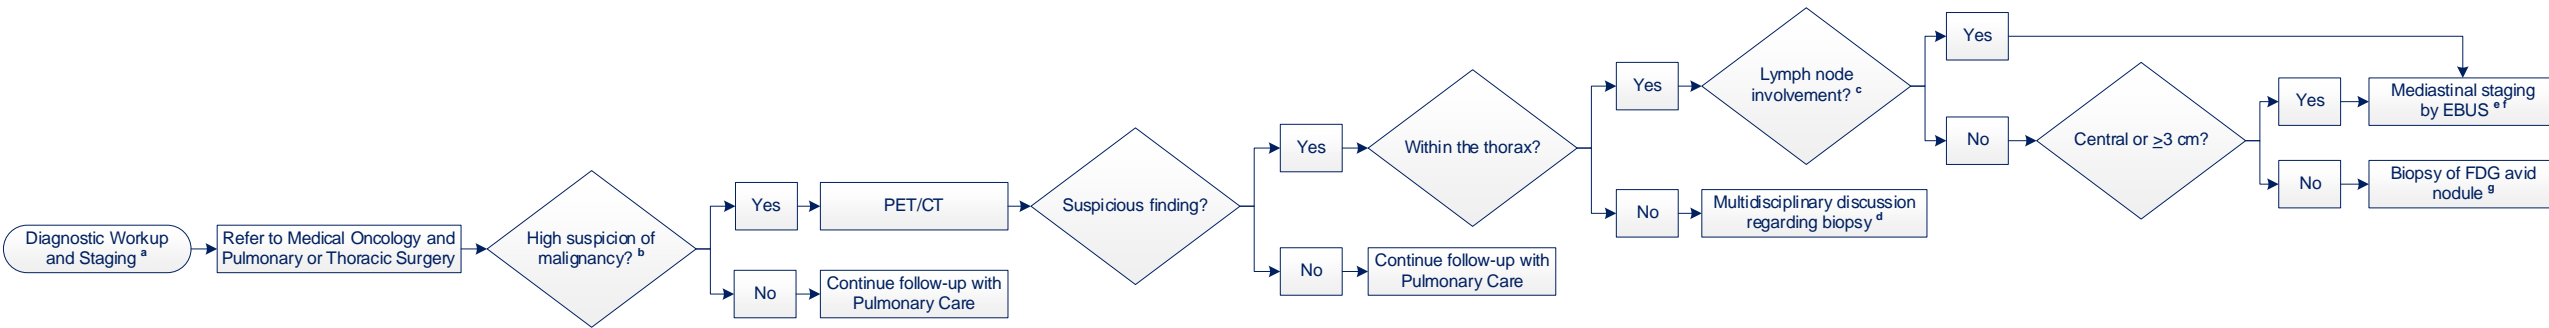 Diagnostic Workup
and Staging a
Refer to Medical Oncology and
Pulmonary or Thoracic Surgery
High suspicion of
malignancy? b
Yes
PET/CT
No
Continue follow-up with
Pulmonary Care
Suspicious finding?
Yes
Within the thorax?
No
Continue follow-up with
Pulmonary Care
Yes
Lymph node
involvement? c
No
Multidisciplinary discussion
regarding biopsy d
Yes
No
Central or ≥3 cm?
Yes
Mediastinal staging
by EBUS e f
No
Biopsy of FDG avid
nodule g